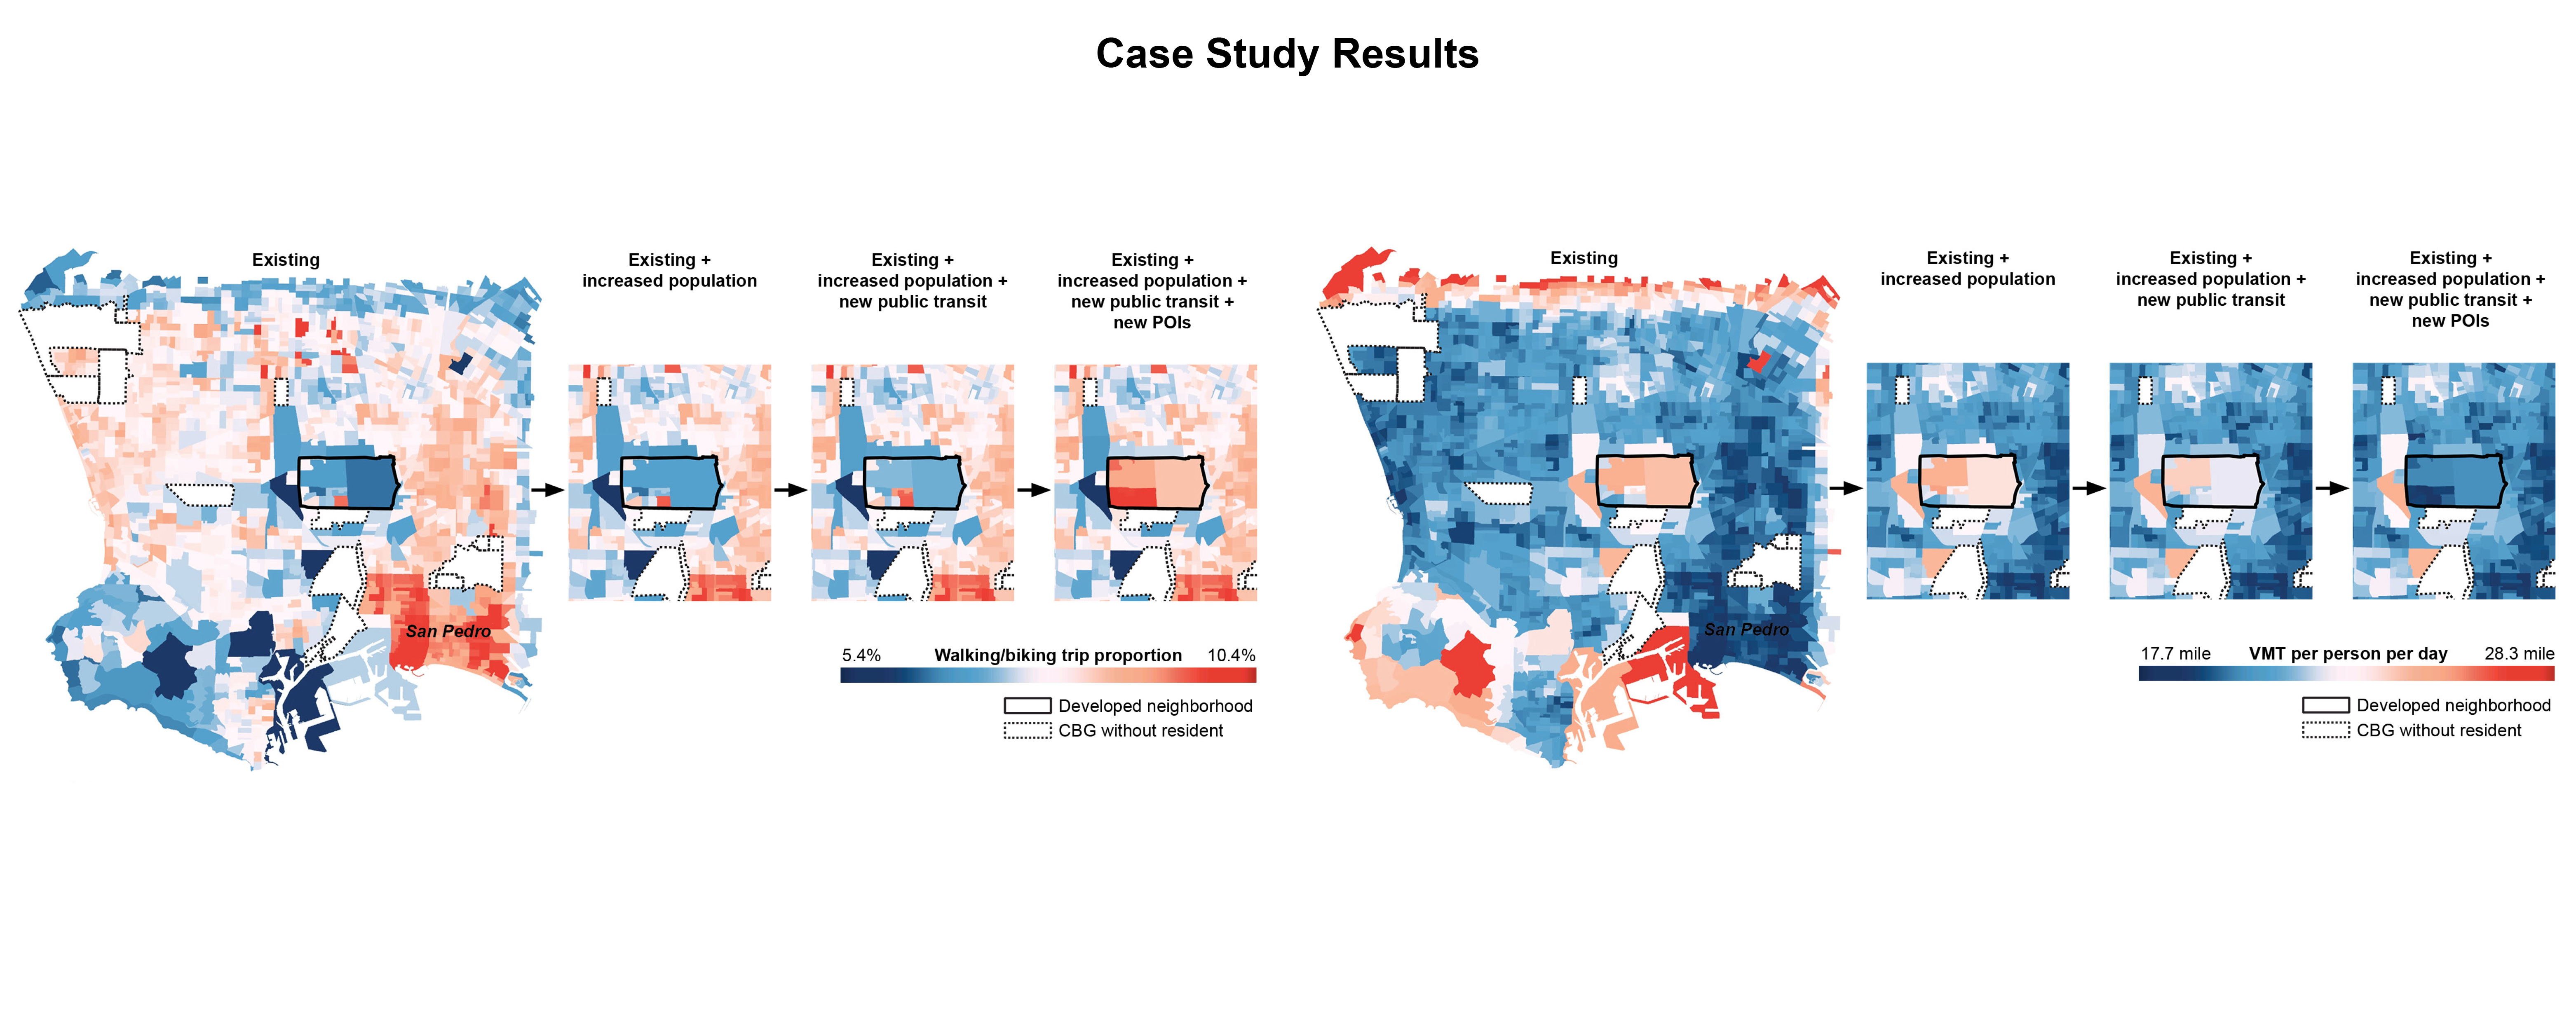 Case Study Results
Existing
Existing +
increased population
Existing +
increased population +
new public transit
Existing +
increased population +
new public transit +
new POIs
San Pedro
5.4%
Walking/biking trip proportion
10.4%
Developed neighborhood
CBG without resident
Existing
Existing +
increased population
Existing +
increased population +
new public transit
Existing +
increased population +
new public transit +
new POIs
San Pedro
17.7 mile
VMT per person per day
28.3 mile
Developed neighborhood
CBG without resident